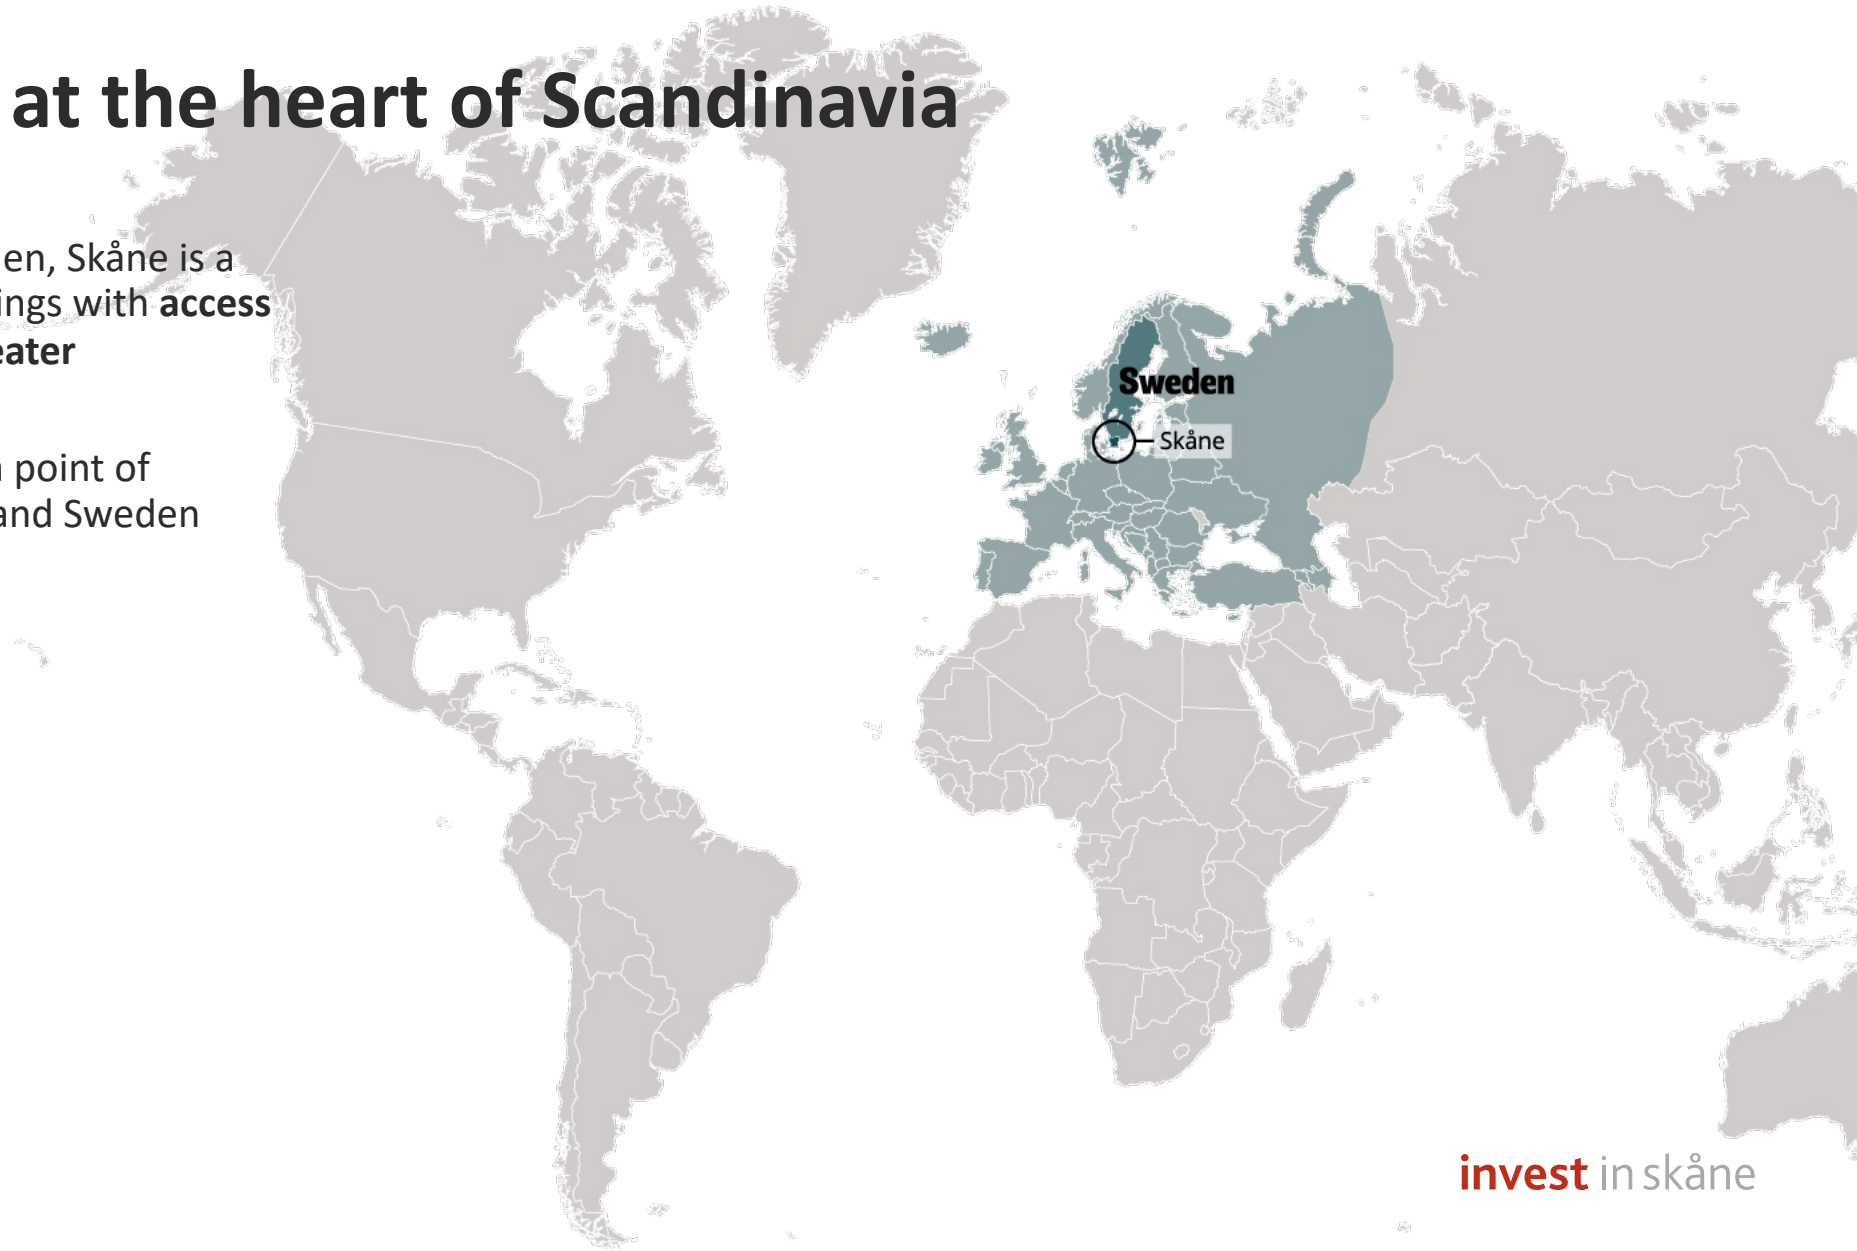 at the heart of Scandinavia
en, Skåne is a
ings with access
eater
point of
and Sweden
Sweden
Skåne
invest in skåne